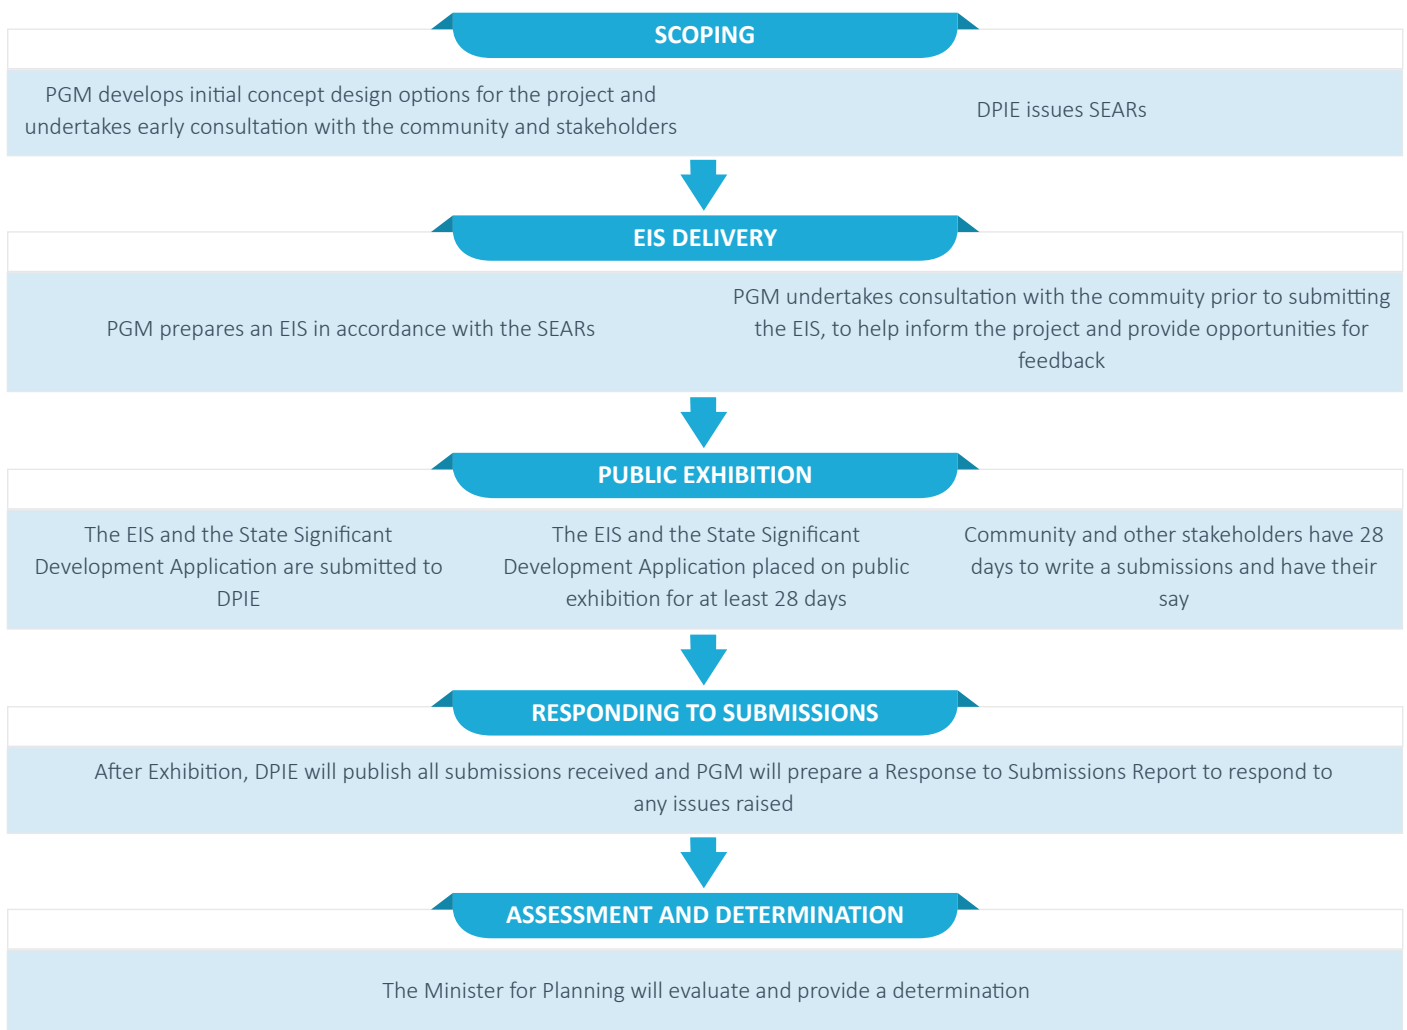 SCOPING
PGM develops initial concept design options for the project and
undertakes early consultation with the community and stakeholders
DPIE issues SEARs
EIS DELIVERY
PGM prepares an EIS in accordance with the SEARs
PGM undertakes consultation with the commuity prior to submitting
the EIS, to help inform the project and provide opportunities for
feedback
PUBLIC EXHIBITION
The EIS and the State Significant
Development Application are submitted to
DPIE
The EIS and the State Significant
Development Application placed on public
exhibition for at least 28 days
Community and other stakeholders have 28
days to write a submissions and have their
say
RESPONDING TO SUBMISSIONS
After Exhibition, DPIE will publish all submissions received and PGM will prepare a Response to Submissions Report to respond to
any issues raised
ASSESSMENT AND DETERMINATION
The Minister for Planning will evaluate and provide a determination